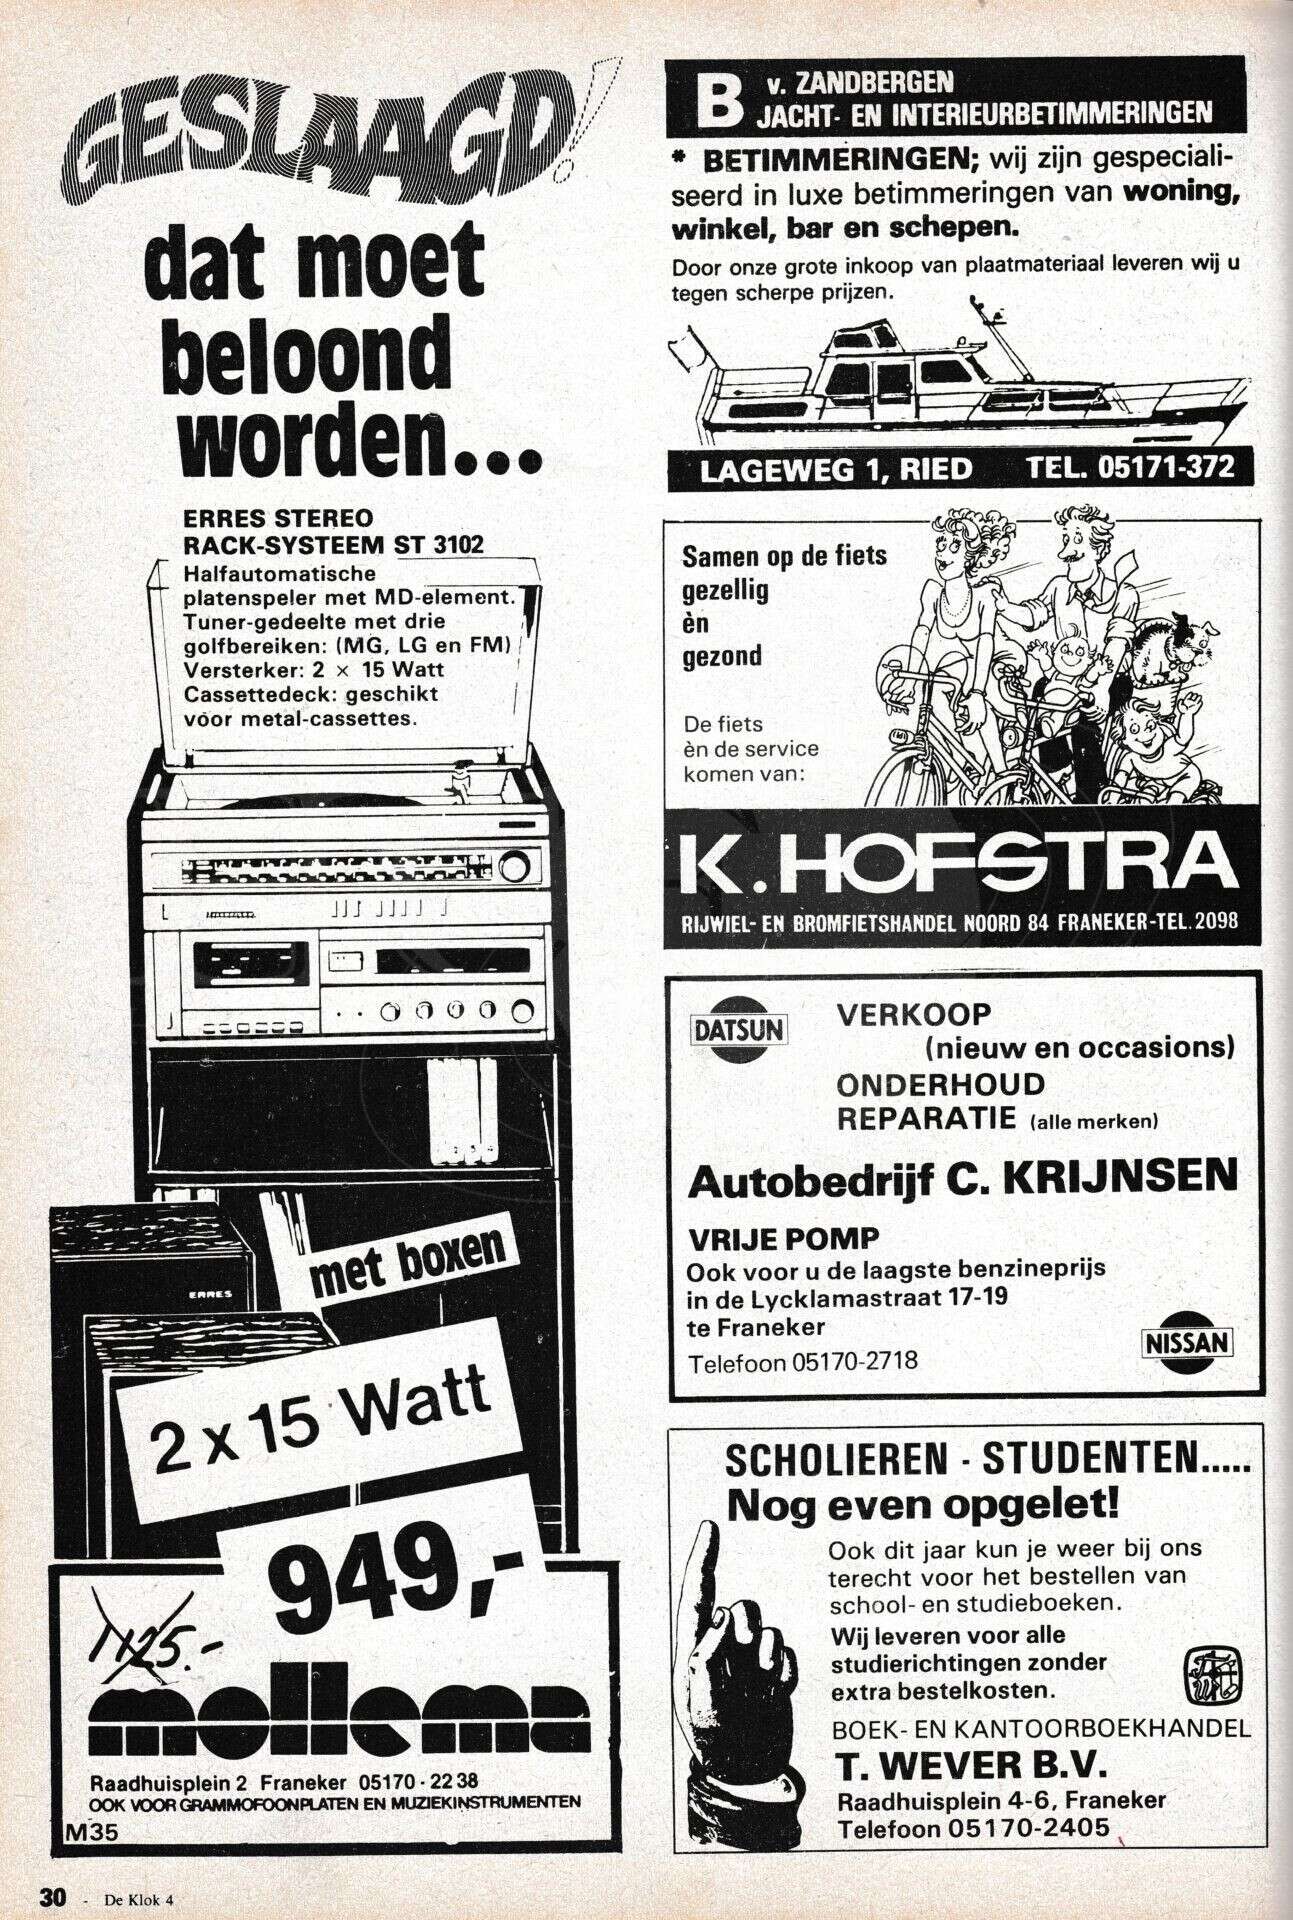 GESLAAGD!
dat moet
beloond
worden...
ERRES STEREO
RACK-SYSTEEM ST 3102
Halfautomatische
platenspeler met MD-element.
Tuner-gedeelte met drie
golfbereiken: (MG, LG en FM)
Versterker: 2 x 15 Watt
Cassettedeck: geschikt
voor metal-cassettes.
met boxen
ERRES
2 x 15 Watt
949,-
1125.-
mollema
Raadhuisplein 2 Franeker 05170 - 22 38
OOK VOOR GRAMMOFOONPLATEN EN MUZIEKINSTRUMENTEN
M35
B v. ZANDBERGEN
JACHT- EN INTERIEURBETIMMERINGEN
* BETIMMERINGEN; wij zijn gespeciali-
seerd in luxe betimmeringen van woning,
winkel, bar en schepen.
Door onze grote inkoop van plaatmateriaal leveren wij u
tegen scherpe prijzen.
LAGEWEG 1, RIED TEL. 05171-372
Samen op de fiets
gezellig
èn
gezond
De fiets
èn de service
komen van:
K. HOFSTRA
RIJWIEL- EN BROMFIETSHANDEL NOORD 84 FRANEKER-TEL. 2098
DATSUN
VERKOOP
(nieuw en occasions)
ONDERHOUD
REPARATIE (alle merken)
Autobedrijf C. KRIJNSEN
VRIJE POMP
Ook voor u de laagste benzineprijs
in de Lycklamastraat 17-19
te Franeker
Telefoon 05170-2718
NISSAN
SCHOLIEREN - STUDENTEN.....
Nog even opgelet!
Ook dit jaar kun je weer bij ons
terecht voor het bestellen van
school- en studieboeken.
Wij leveren voor alle
studierichtingen zonder
extra bestelkosten.
BOEK- EN KANTOORBOEKHANDEL
T. WEVER B.V.
Raadhuisplein 4-6, Franeker
Telefoon 05170-2405
30 - De Klok 4